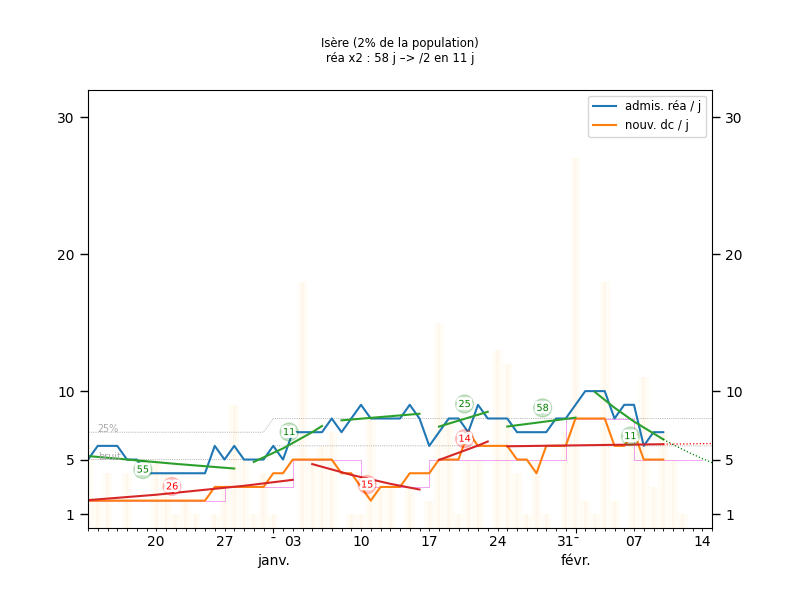 Isère (2% de la population)
réa x2 : 58 j –> /2 en 11 j
admis. réa / j
nouv. dc / j
30 30
20 20
10 10
5 5
1 1
25%
bruit
55 26 11 15 25 14 58 11
20 27 - 03 10 17 24 31- 07 14
janv. févr.